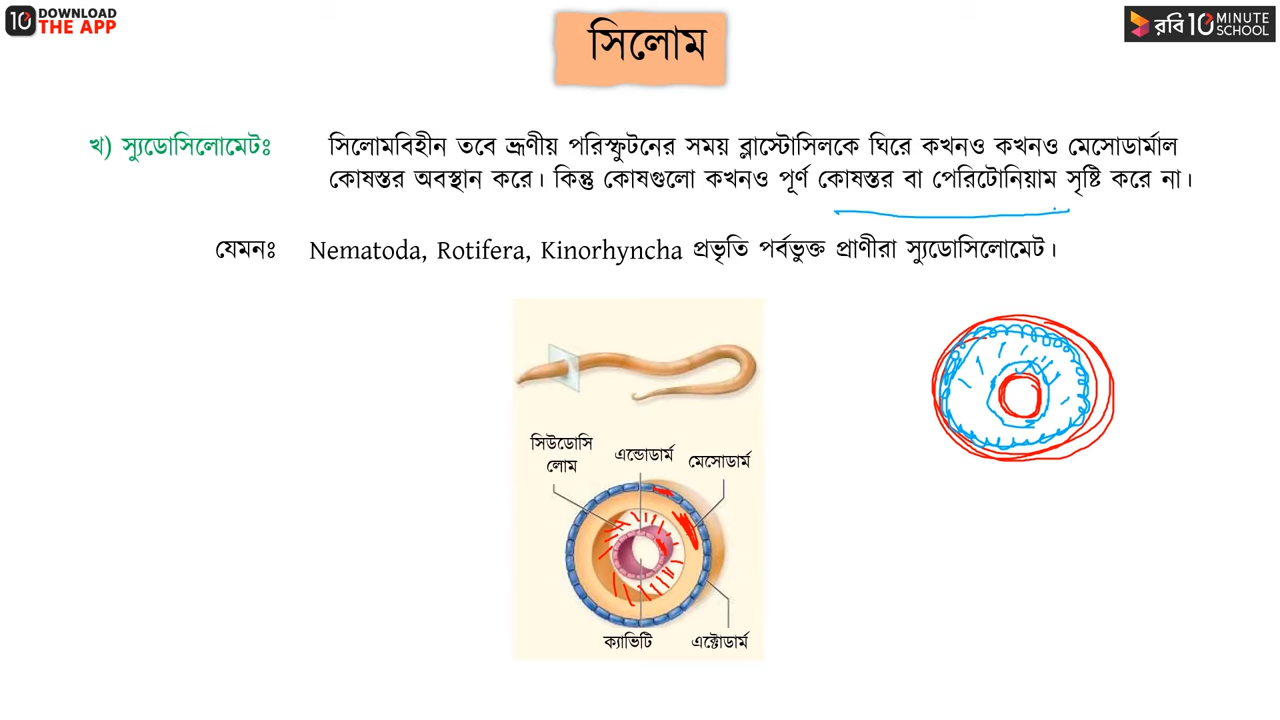 DOWNLOAD
THE APP
রবি 10 MINUTE
SCHOOL
সিলোম
খ) স্যুডোসিলোমেটঃ সিলোমবিহীন তবে ভ্রূণীয় পরিস্ফুটনের সময় ব্লাস্টোসিলকে ঘিরে কখনও কখনও মেসোডার্মাল
কোষস্তর অবস্থান করে। কিন্তু কোষগুলো কখনও পূর্ণ কোষস্তর বা পেরিটোনিয়াম সৃষ্টি করে না।
যেমনঃ Nematoda, Rotifera, Kinorhyncha প্রভৃতি পর্বভুক্ত প্রাণীরা স্যুডোসিলোমেট।
সিউডোসি
লোম
এন্ডোডার্ম
মেসোডার্ম
ক্যাভিটি
এক্টোডার্ম